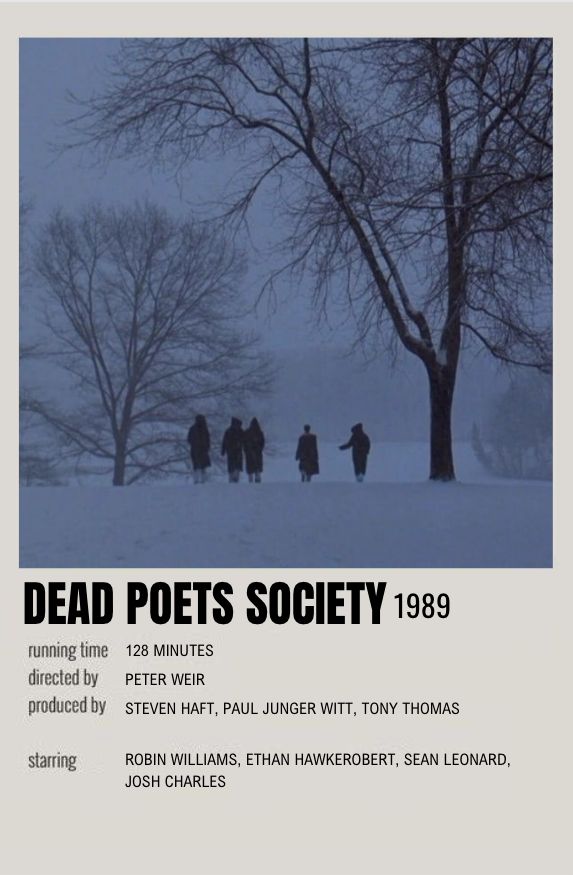 DEAD POETS SOCIETY 1989
running time 128 MINUTES
directed by PETER WEIR
produced by STEVEN HAFT, PAUL JUNGER WITT, TONY THOMAS
starring ROBIN WILLIAMS, ETHAN HAWKEROBERT, SEAN LEONARD,
JOSH CHARLES